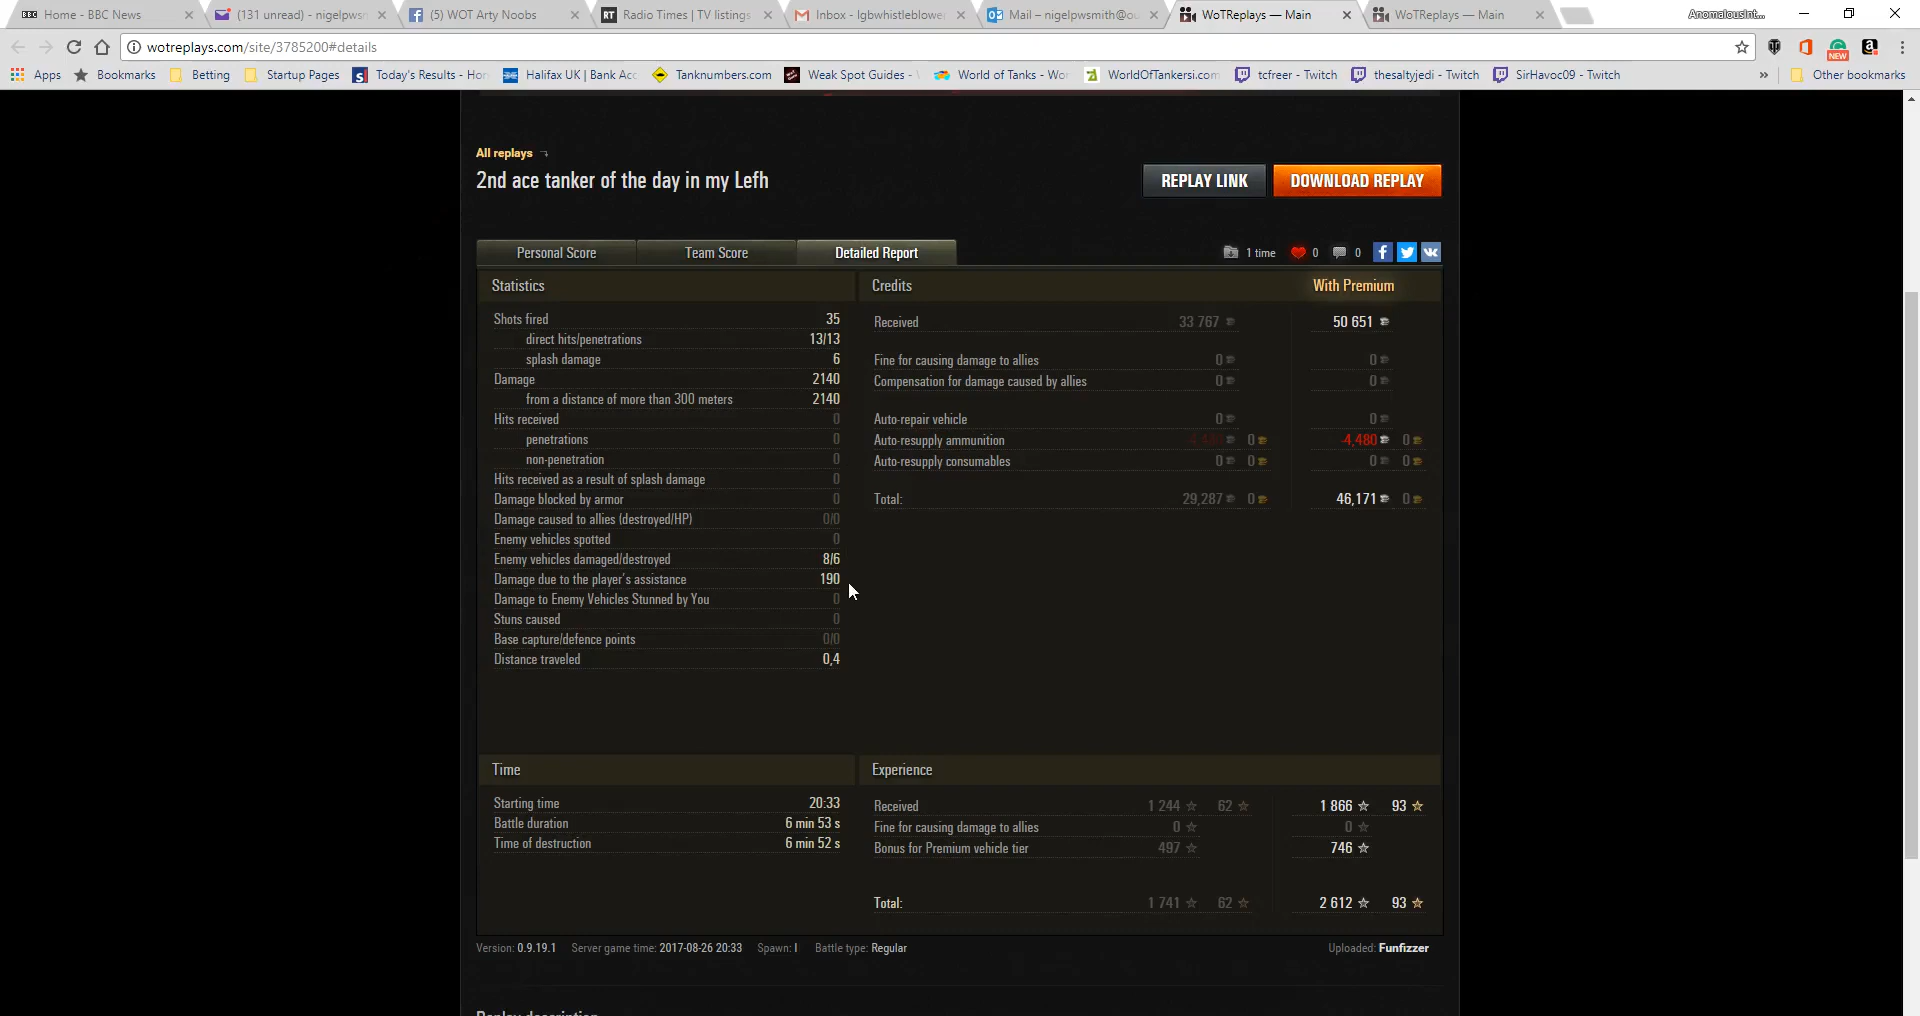 Home - BBC News
(131 unread) - nigelpwsm
(5) WOT Arty Noobs
Radio Times | TV listings
Inbox - lgbwhistleblower
Mail – nigelpwsmith@ou
WoTReplays — Main
WoTReplays — Main
AnomalousInt...
wotreplays.com/site/3785200#details
NEW
Apps
Bookmarks
Betting
Startup Pages
Today's Results - Hor
Halifax UK | Bank Acc
Tanknumbers.com
Weak Spot Guides -
World of Tanks - Wor
WorldOfTankersi.com
tcfreer - Twitch
thesaltyjedi - Twitch
SirHavoc09 - Twitch
»
Other bookmarks
All replays
2nd ace tanker of the day in my Lefh
REPLAY LINK
DOWNLOAD REPLAY
Personal Score
Team Score
Detailed Report
1 time
0
0
Statistics
Credits
With Premium
Shots fired 35
direct hits/penetrations 13/13
splash damage 6
Damage 2140
from a distance of more than 300 meters 2140
Hits received 0
penetrations 0
non-penetration 0
Hits received as a result of splash damage 0
Damage blocked by armor 0
Damage caused to allies (destroyed/HP) 0/0
Enemy vehicles spotted 0
Enemy vehicles damaged/destroyed 8/6
Damage due to the player's assistance 190
Damage to Enemy Vehicles Stunned by You 0
Stuns caused 0
Base capture/defence points 0/0
Distance traveled 0,4
Received 33 767 50 651
Fine for causing damage to allies 0 0
Compensation for damage caused by allies 0 0
Auto-repair vehicle 0 0
Auto-resupply ammunition -4,480 0 -4,480 0
Auto-resupply consumables 0 0 0 0
Total: 29,287 0 46,171 0
Time
Experience
Starting time 20:33
Battle duration 6 min 53 s
Time of destruction 6 min 52 s
Received 1 244 62 1 866 93
Fine for causing damage to allies 0 0
Bonus for Premium vehicle tier 497 746
Total: 1 741 62 2 612 93
Version: 0.9.19.1 Server game time: 2017-08-26 20:33 Spawn: I Battle type: Regular
Uploaded: Funfizzer
Replay description